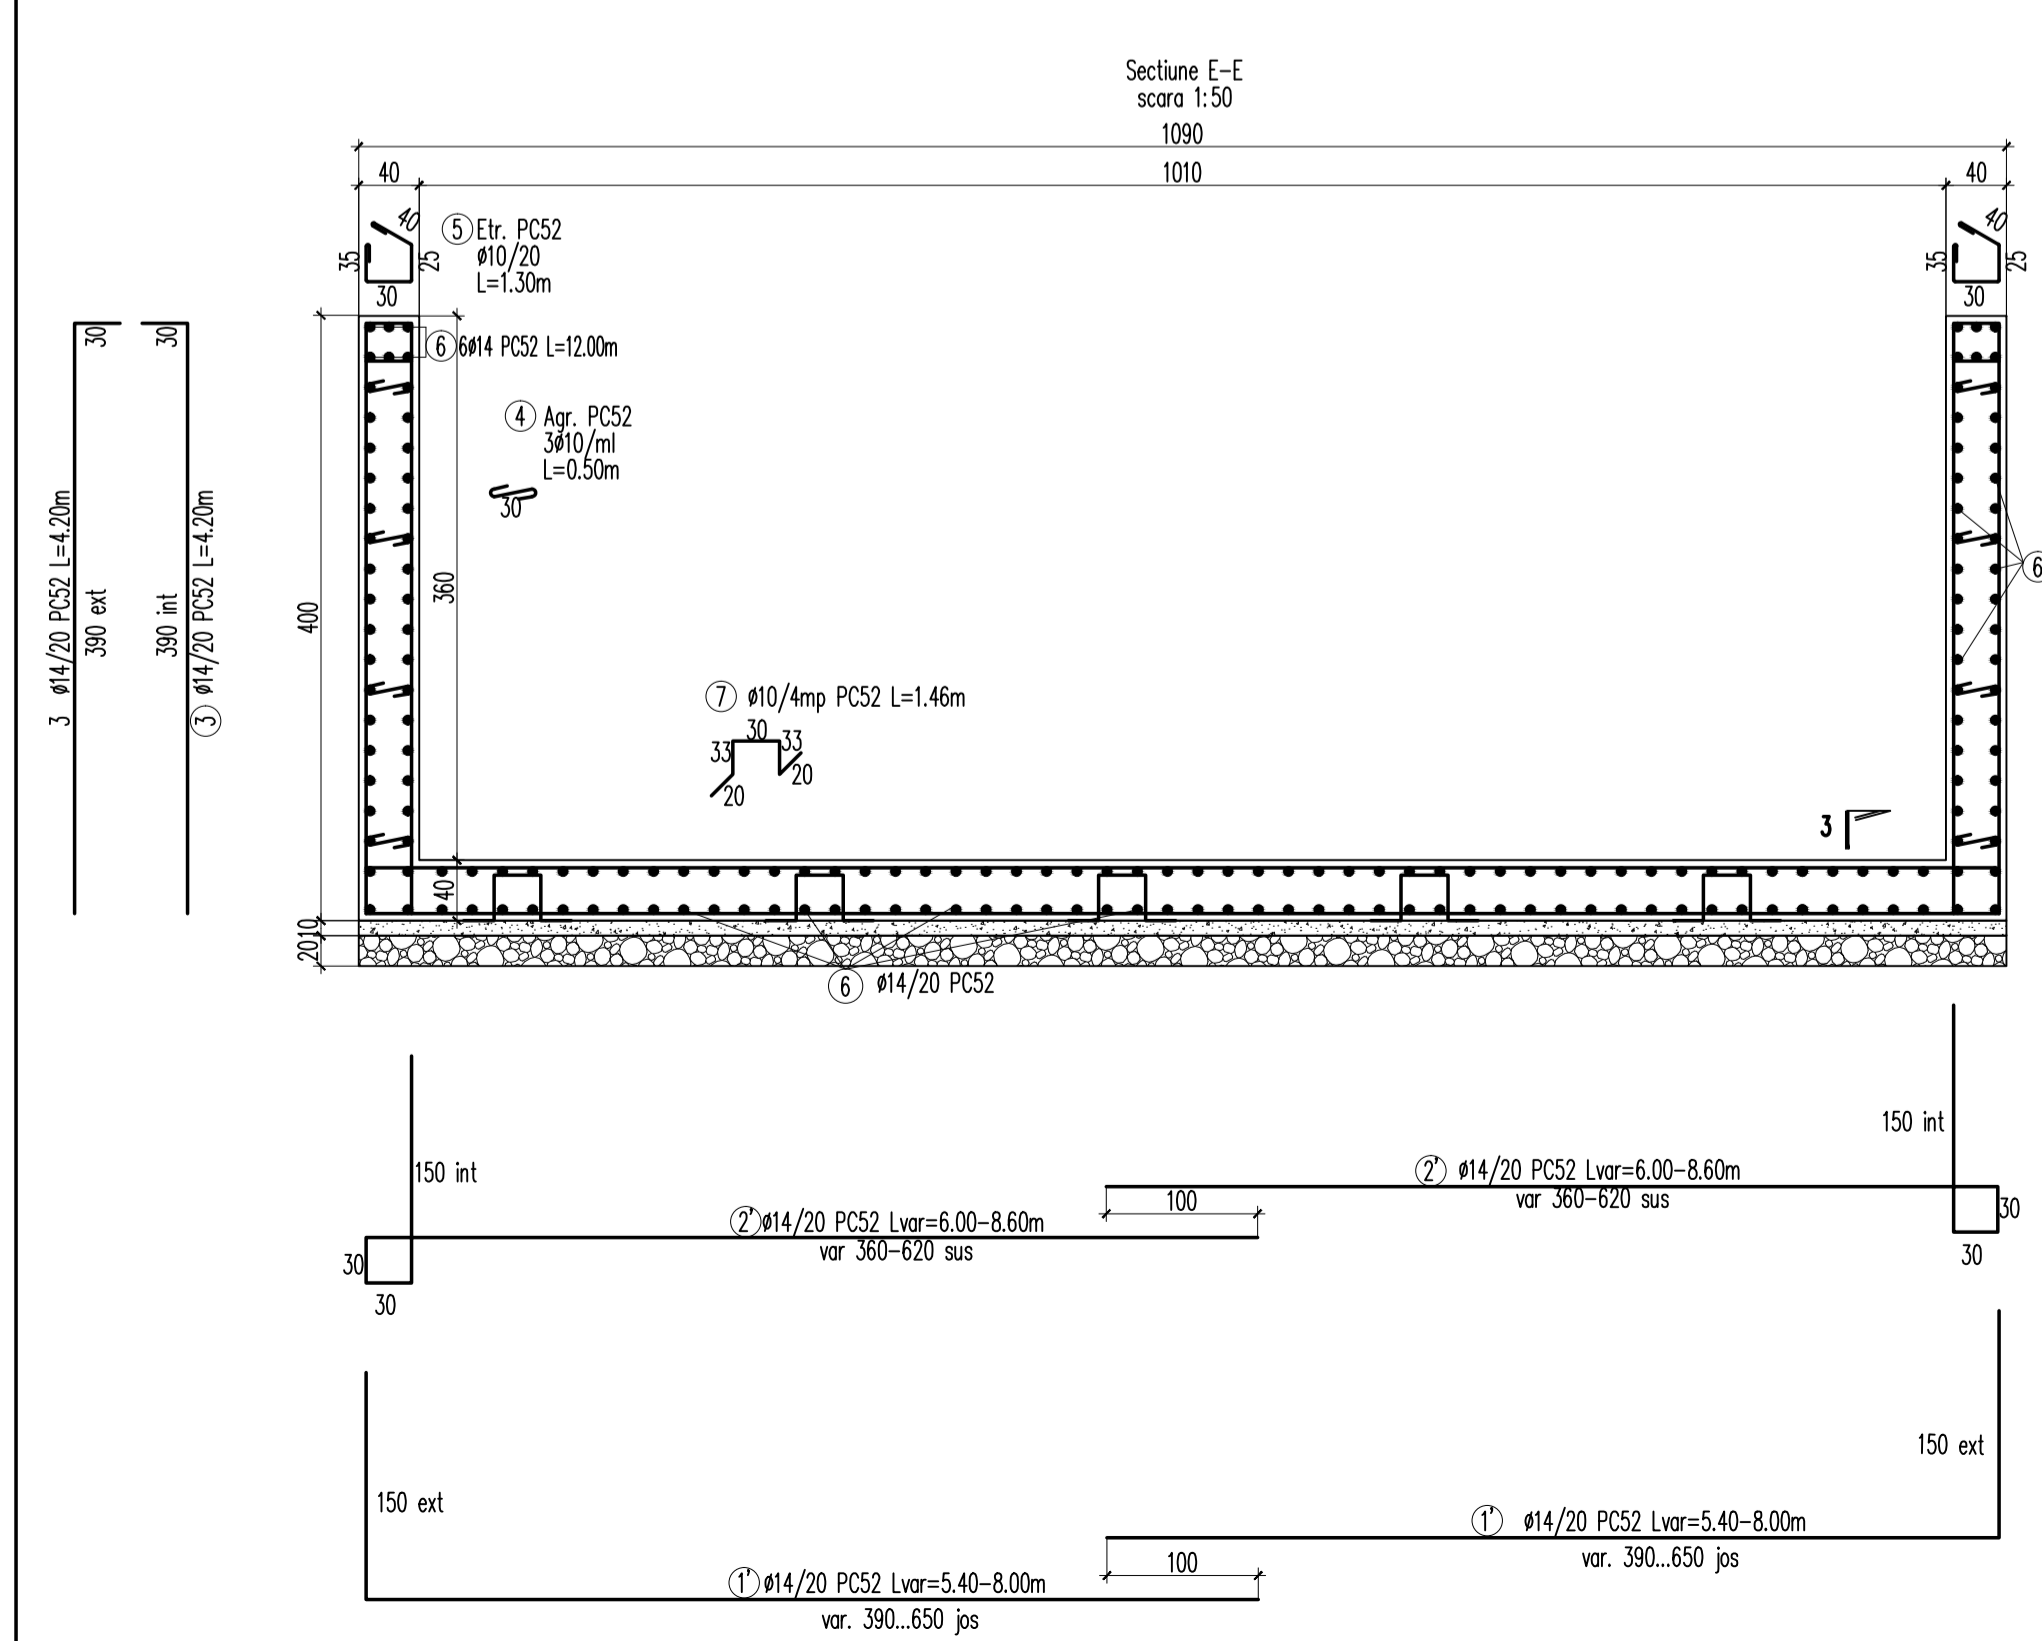 Sectiune E-E
scara 1:50
1090
40
1010
40
40
35
25
30
5 Etr. PC52
ø10/20
L=1.30m
40
35
25
30
30
30
6 6ø14 PC52 L=12.00m
4 Agr. PC52
3ø10/ml
L=0.50m
30
3 ø14/20 PC52 L=4.20m
390 ext
390 int
3 ø14/20 PC52 L=4.20m
400
360
6
7 ø10/4mp PC52 L=1.46m
30
33
33
20
20
3
40
10
20
6 ø14/20 PC52
150 int
150 int
2' ø14/20 PC52 Lvar=6.00-8.60m
var 360-620 sus
100
30
30
2' ø14/20 PC52 Lvar=6.00-8.60m
var 360-620 sus
30
30
150 ext
150 ext
1' ø14/20 PC52 Lvar=5.40-8.00m
var. 390...650 jos
100
1' ø14/20 PC52 Lvar=5.40-8.00m
var. 390...650 jos